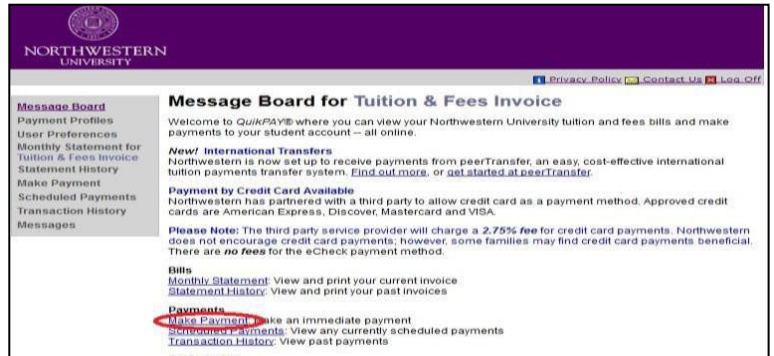 NORTHWESTERN
UNIVERSITY
Privacy Policy Contact Us Log Off
Message Board
Payment Profiles
User Preferences
Monthly Statement for
Tuition & Fees Invoice
Statement History
Make Payment
Scheduled Payments
Transaction History
Messages
Message Board for Tuition & Fees Invoice
Welcome to QuikPAY® where you can view your Northwestern University tuition and fees bills and make
payments to your student account -- all online.
New! International Transfers
Northwestern is now set up to receive payments from peerTransfer, an easy, cost-effective international
tuition payments transfer system. Find out more, or get started at peerTransfer.
Payment by Credit Card Available
Northwestern has partnered with a third party to allow credit card as a payment method. Approved credit
cards are American Express, Discover, Mastercard and VISA.
Please Note: The third party service provider will charge a 2.75% fee for credit card payments. Northwestern
does not encourage credit card payments; however, some families may find credit card payments beneficial.
There are no fees for the eCheck payment method.
Bills
Monthly Statement: View and print your current invoice
Statement History: View and print your past invoices
Payments
Make Payment: Make an immediate payment
Scheduled Payments: View any currently scheduled payments
Transaction History: View past payments